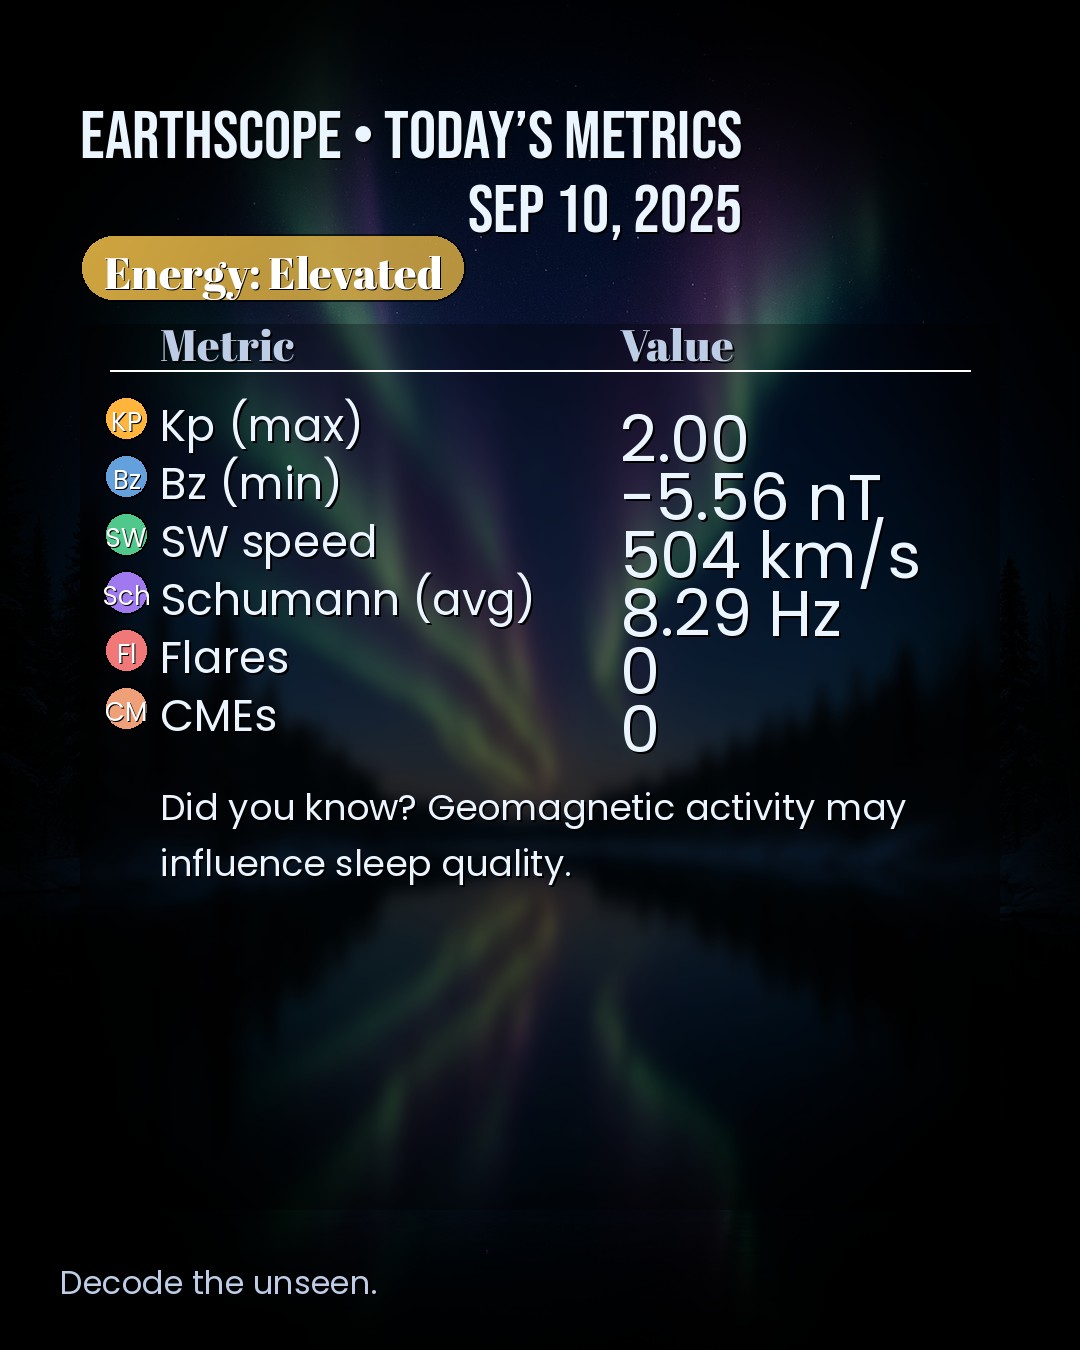 EARTHSCOPE • TODAY’S METRICS
SEP 10, 2025
Energy: Elevated
Metric Value
KP Kp (max) 2.00
Bz Bz (min) -5.56 nT
SW SW speed 504 km/s
Sch Schumann (avg) 8.29 Hz
Fl Flares 0
CM CMEs 0
Did you know? Geomagnetic activity may
influence sleep quality.
Decode the unseen.